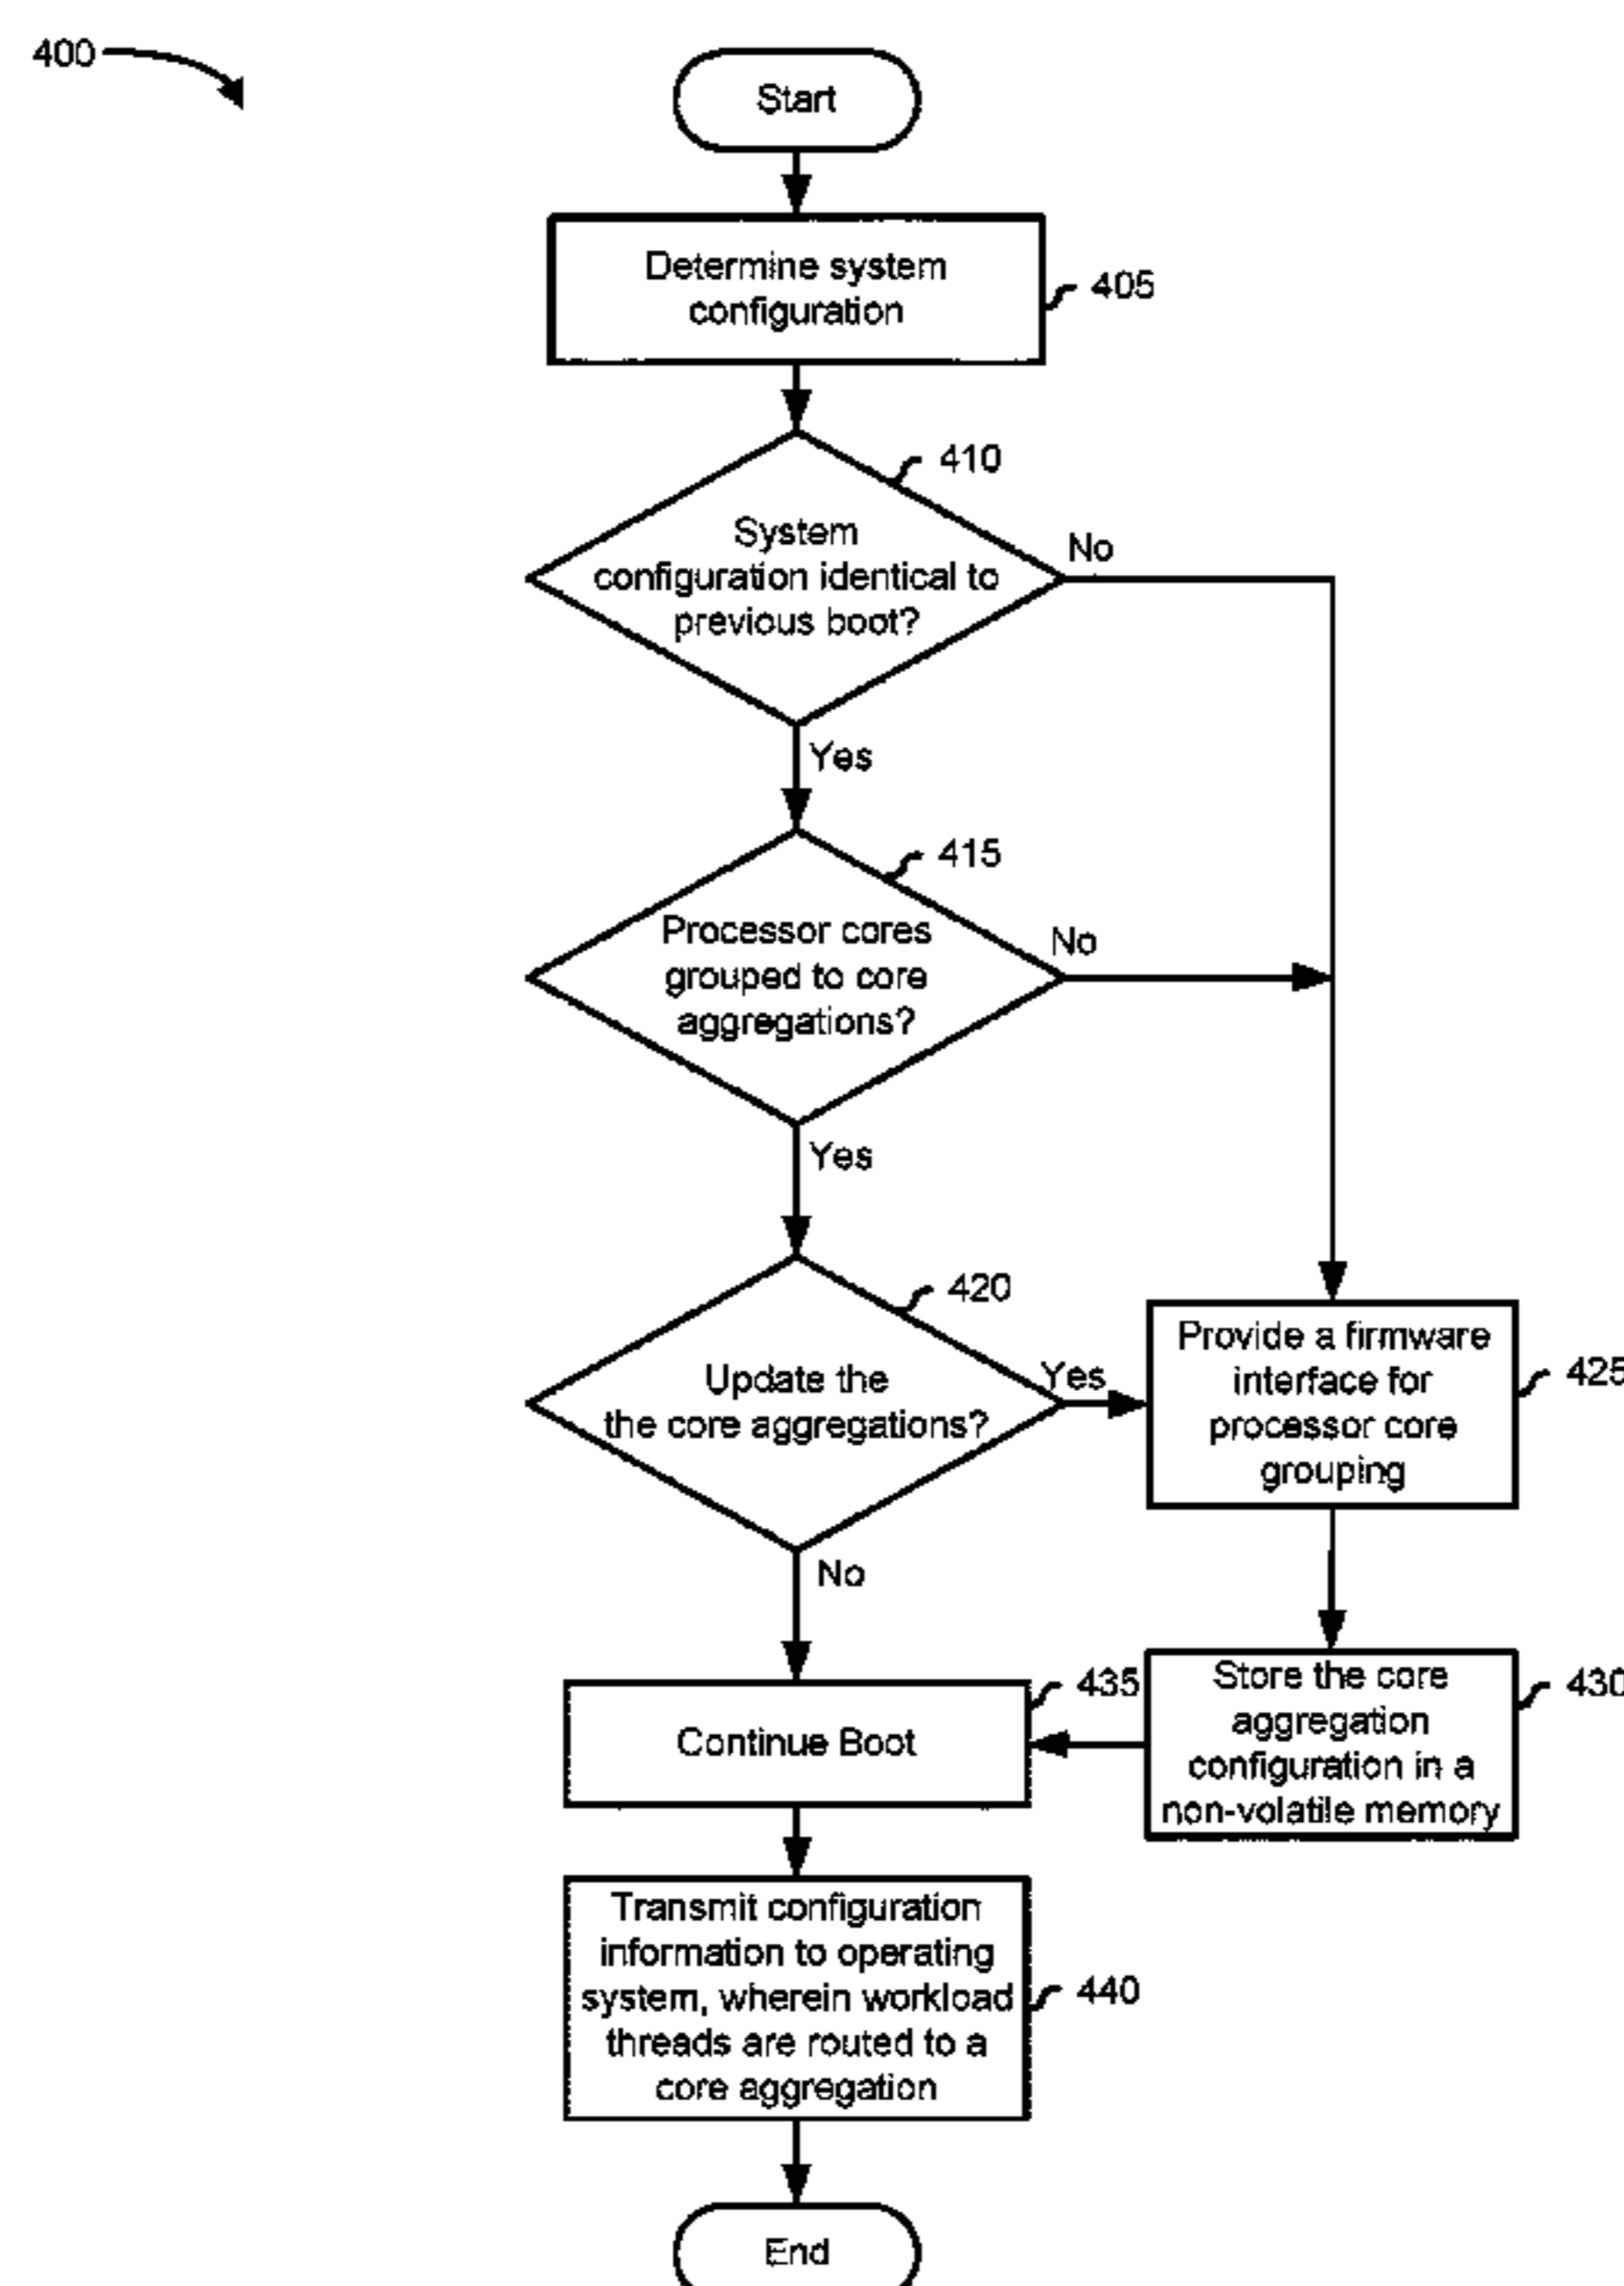 400
Start
Determine system
configuration
405
410
System
configuration identical to
previous boot?
No
Yes
415
Processor cores
grouped to core
aggregations?
No
Yes
420
Update the
the core aggregations?
Yes
No
Provide a firmware
interface for
processor core
grouping
425
Store the core
aggregation
configuration in a
non-volatile memory
430
435
Continue Boot
Transmit configuration
information to operating
system, wherein workload
threads are routed to a
core aggregation
440
End